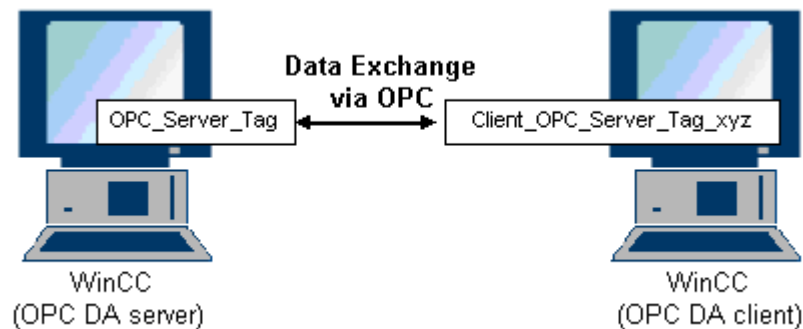 Data Exchange
via OPC
OPC_Server_Tag
Client_OPC_Server_Tag_xyz
WinCC
(OPC DA server)
WinCC
(OPC DA client)